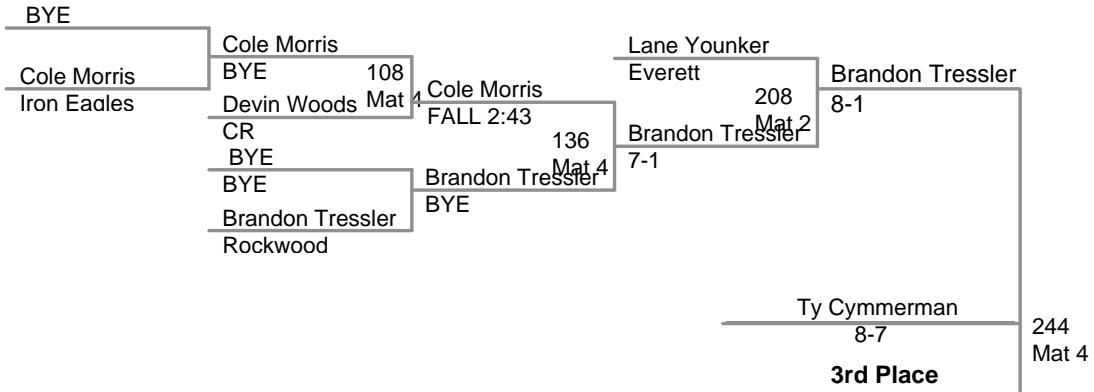 BYE
Cole Morris
Iron Eagles
Cole Morris
BYE
108
Mat 4
Devin Woods
CR
BYE
BYE
Brandon Tressler
Rockwood
Cole Morris
FALL 2:43
136
Mat 4
Brandon Tressler
BYE
Lane Younker
Everett
208
Mat 2
Brandon Tressler
7-1
Brandon Tressler
8-1
Ty Cymmerman
8-7
3rd Place
244
Mat 4